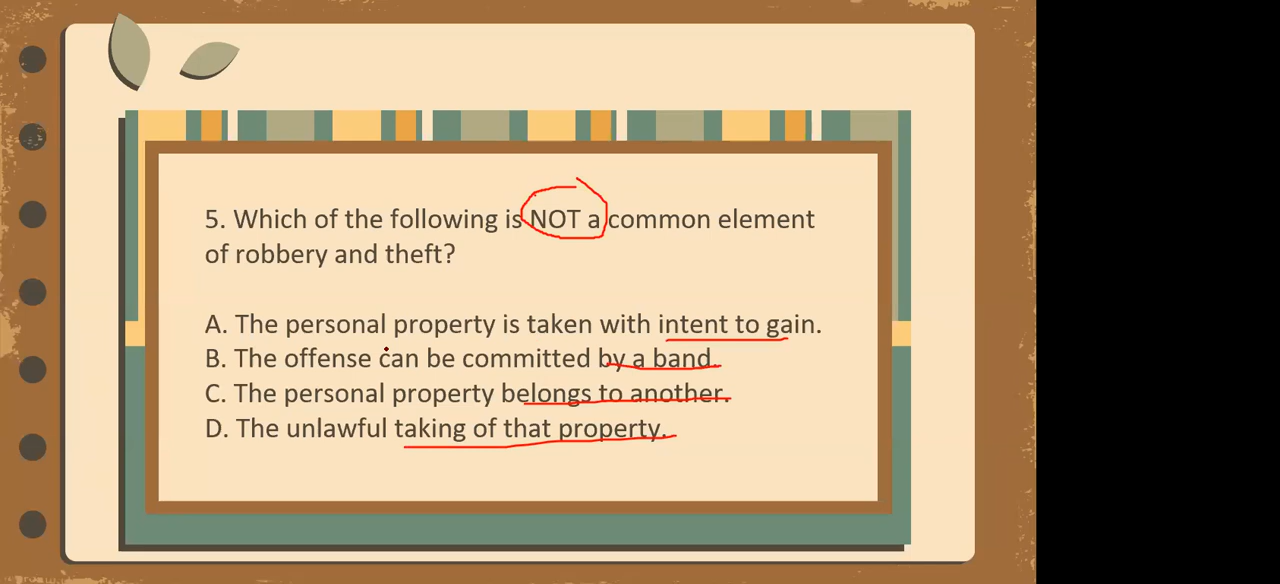 5. Which of the following is NOT a common element
of robbery and theft?
A. The personal property is taken with intent to gain.
B. The offense can be committed by a band.
C. The personal property belongs to another.
D. The unlawful taking of that property.